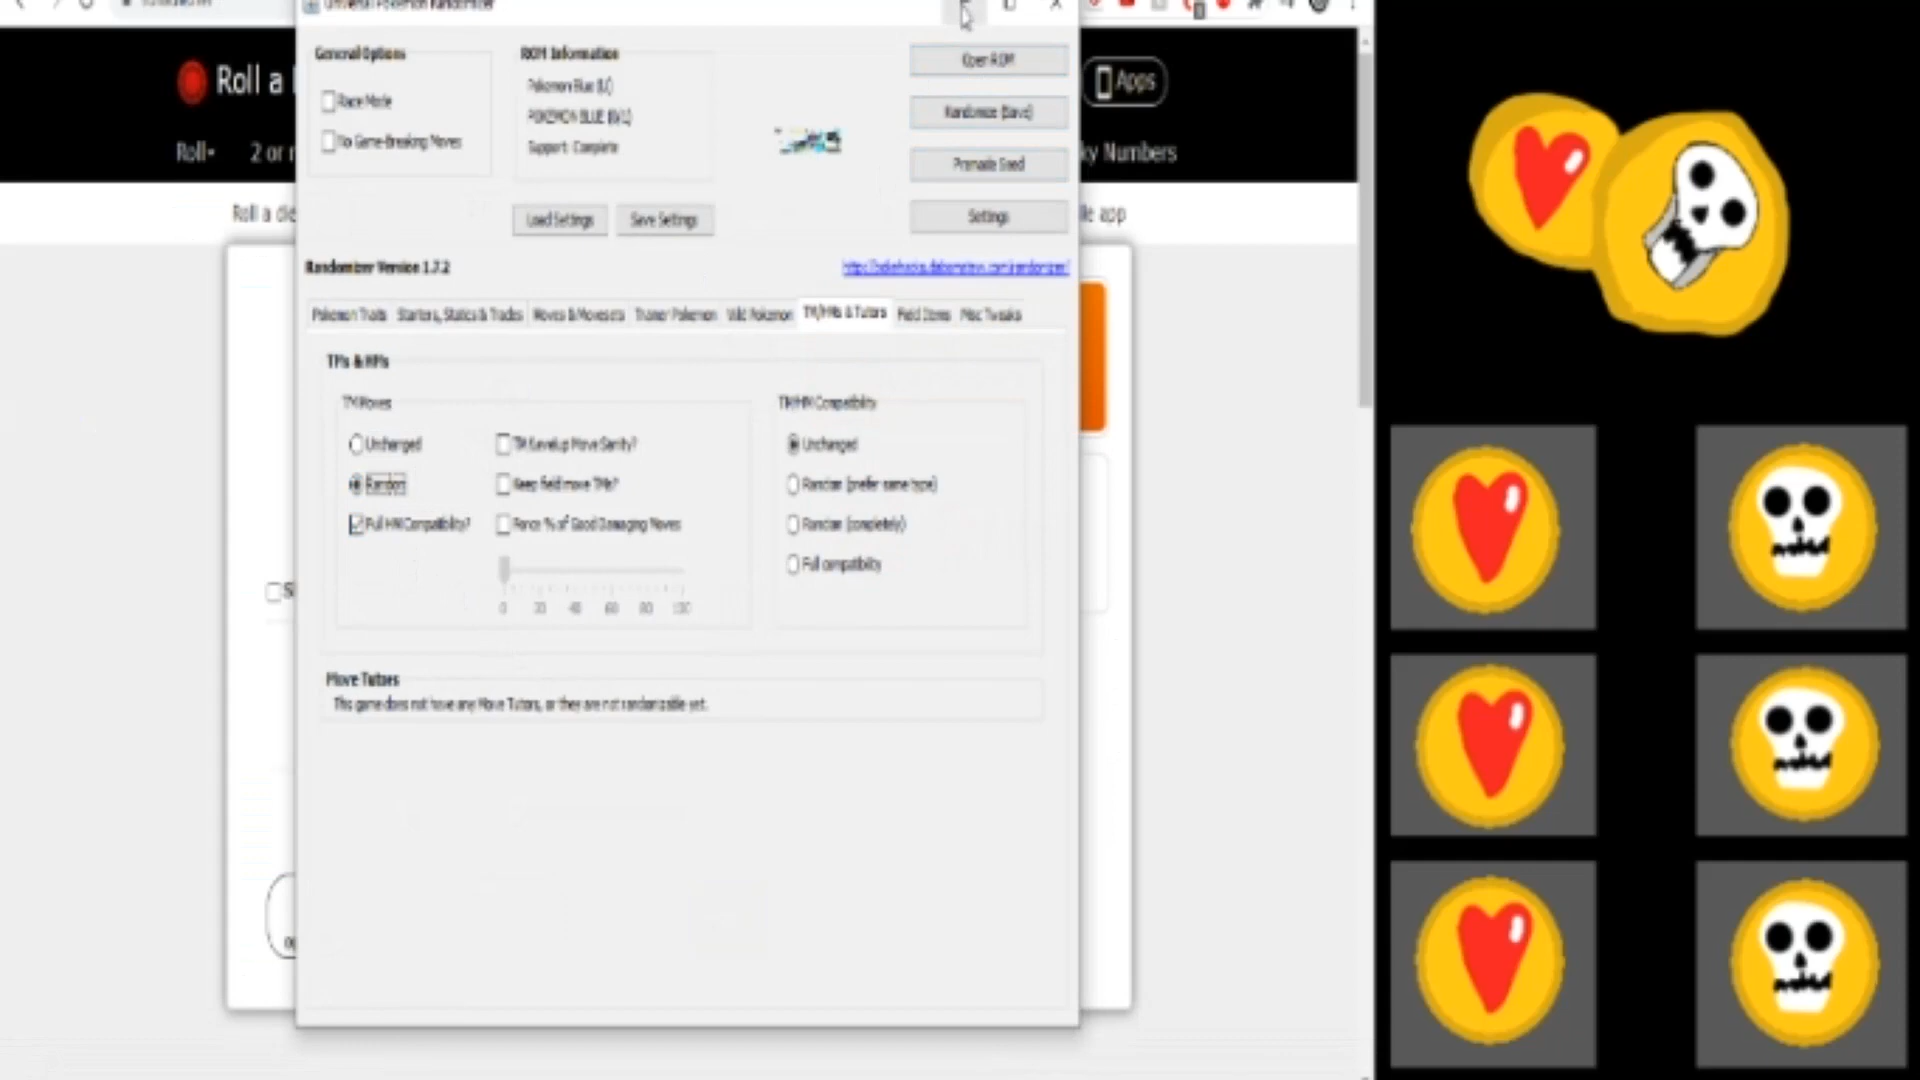 Universal Pokemon Randomizer
Roll a
Apps
Roll
2 or
ky Numbers
Roll a die
le app
General Options
Race Mode
No Game-Breaking Moves
ROM Information
Pokemon Blue (U)
POKEMON BLUE (0/1)
Support: Complete
Open ROM
Randomize (Save)
Premade Seed
Settings
Load Settings
Save Settings
Randomizer Version 1.7.2
Pokemon Traits
Starters, Statics & Trades
Moves & Movesets
Trainer Pokemon
Wild Pokemon
TM/HMs & Tutors
Field Items
Misc Tweaks
TMs & HMs
TM Moves
Unchanged
Random
Full HM Compatibility?
TM/Levelup Move Sanity?
Keep field move TMs?
Force % of Good Damaging Moves
0 20 40 60 80 100
TM/HM Compatibility
Unchanged
Random (prefer same type)
Random (completely)
Full compatibility
Move Tutors
This game does not have any Move Tutors, or they are not randomizable yet.